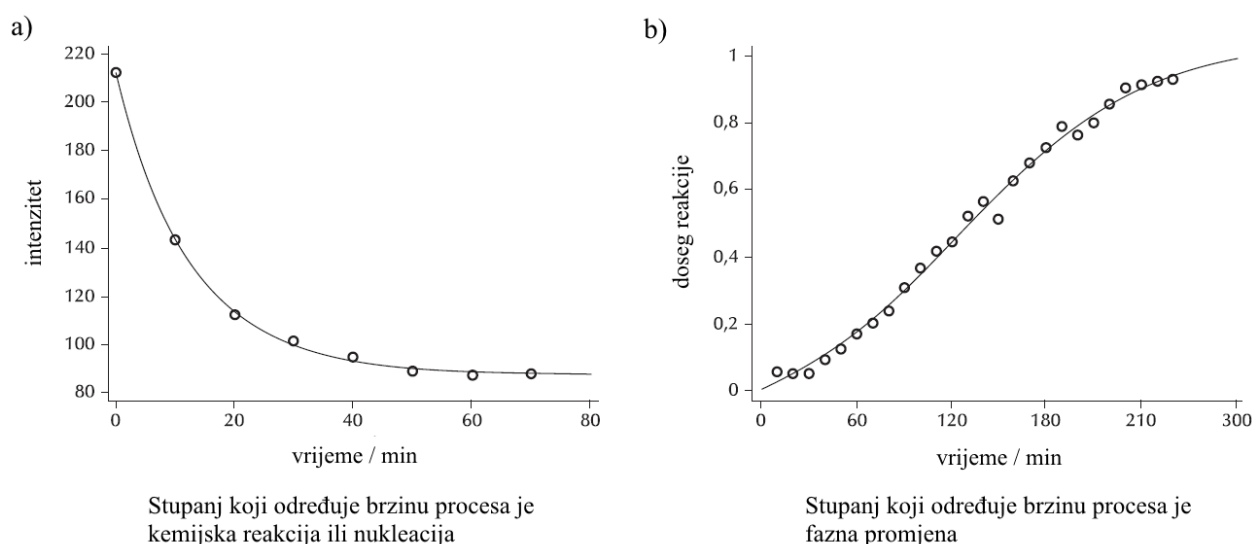 a)
220
200
180
160
140
120
100
80
intenzitet
0 20 40 60 80
vrijeme / min
Stupanj koji određuje brzinu procesa je
kemijska reakcija ili nukleacija
b)
1
0,8
0,6
0,4
0,2
0
doseg reakcije
0 60 120 180 210 300
vrijeme / min
Stupanj koji određuje brzinu procesa je
fazna promjena